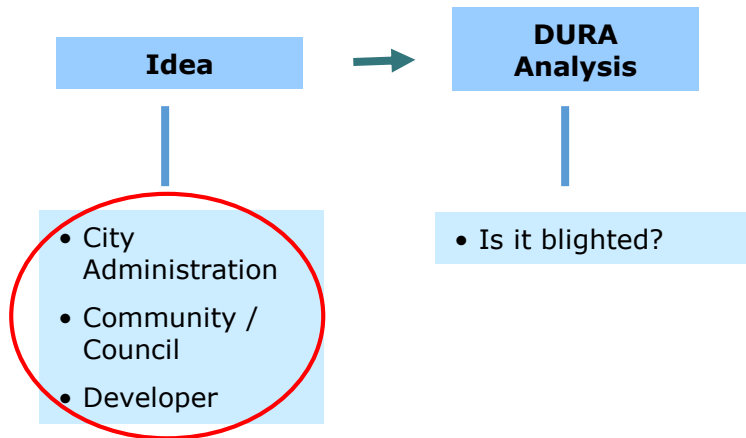 Idea
DURA
Analysis
• City
Administration
• Community /
Council
• Developer
• Is it blighted?